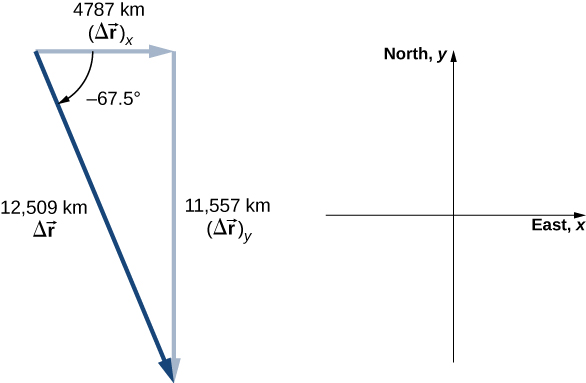 4787 km
(Δr⃗)ₓ
–67.5°
12,509 km
Δr⃗
11,557 km
(Δr⃗)ᵧ
North, y
East, x